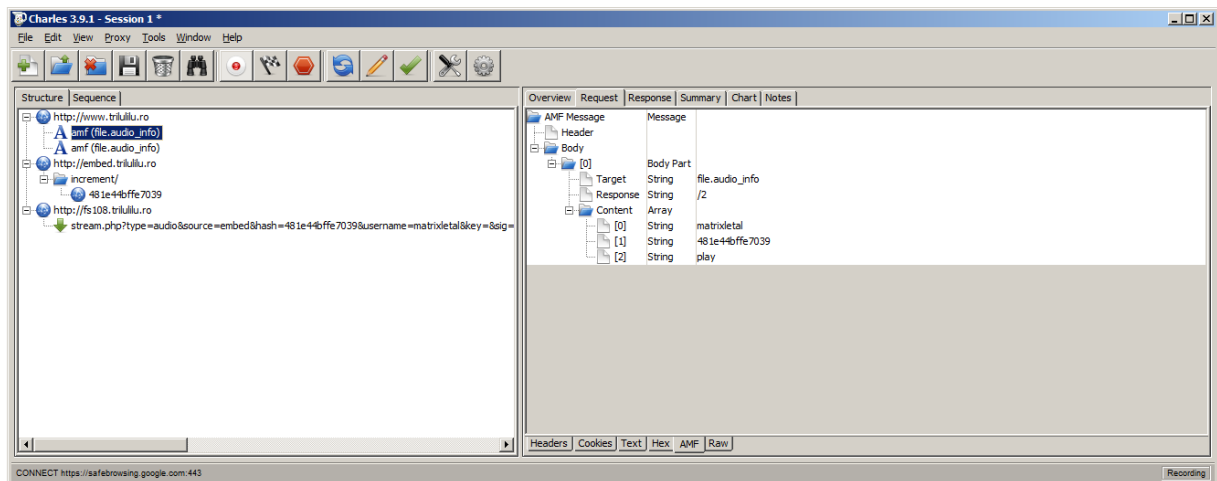 Charles 3.9.1 - Session 1 *
File Edit View Proxy Tools Window Help
Structure Sequence
http://www.trilulilu.ro
amf (file.audio_info)
amf (file.audio_info)
http://embed.trilulilu.ro
increment/
481e44bffe7039
http://fs108.trilulilu.ro
stream.php?type=audio&source=embed&hash=481e44bffe7039&username=matrixletal&key=&sig=
Overview Request Response Summary Chart Notes
AMF Message Message
Header
Body
[0] Body Part
Target String file.audio_info
Response String /2
Content Array
[0] String matrixletal
[1] String 481e44bffe7039
[2] String play
Headers Cookies Text Hex AMF Raw
CONNECT https://safebrowsing.google.com:443 Recording